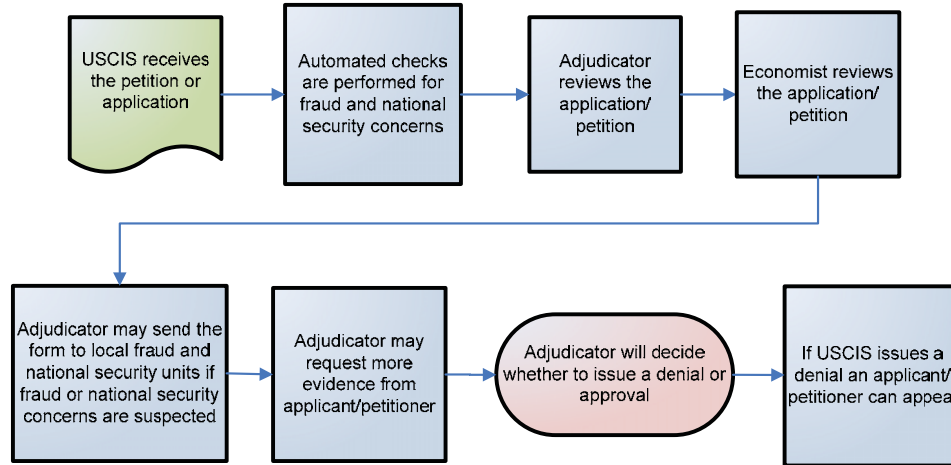 USCIS receives
the petition or
application
Automated checks
are performed for
fraud and national
security concerns
Adjudicator
reviews the
application/
petition
Economist reviews
the application/
petition
Adjudicator may send the
form to local fraud and
national security units if
fraud or national security
concerns are suspected
Adjudicator may
request more
evidence from
applicant/petitioner
Adjudicator will decide
whether to issue a denial or
approval
If USCIS issues a
denial an applicant/
petitioner can appeal